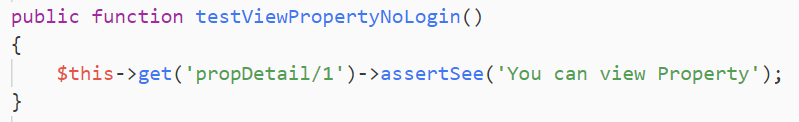 public function testViewPropertyNoLogin()
{
    $this->get('propDetail/1')->assertSee('You can view Property');
}